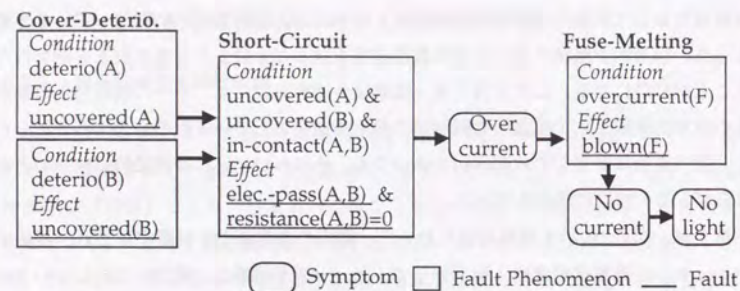 Cover-Deterio.
Condition
deterio(A)
Effect
uncovered(A)
Condition
deterio(B)
Effect
uncovered(B)
Short-Circuit
Condition
uncovered(A) &
uncovered(B) &
in-contact(A,B)
Effect
elec.-pass(A,B) &
resistance(A,B)=0
Over
current
Fuse-Melting
Condition
overcurrent(F)
Effect
blown(F)
No
current
No
light
Symptom
Fault Phenomenon
Fault